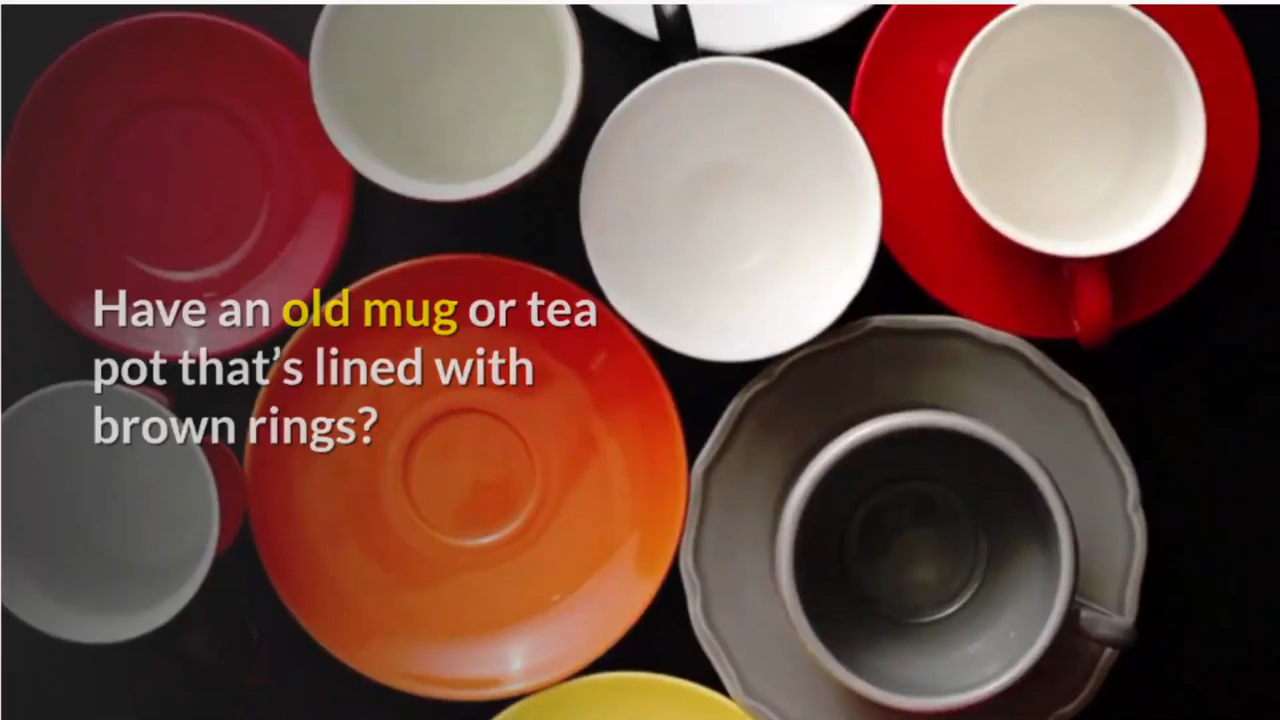 Have an old mug or tea
pot that’s lined with
brown rings?